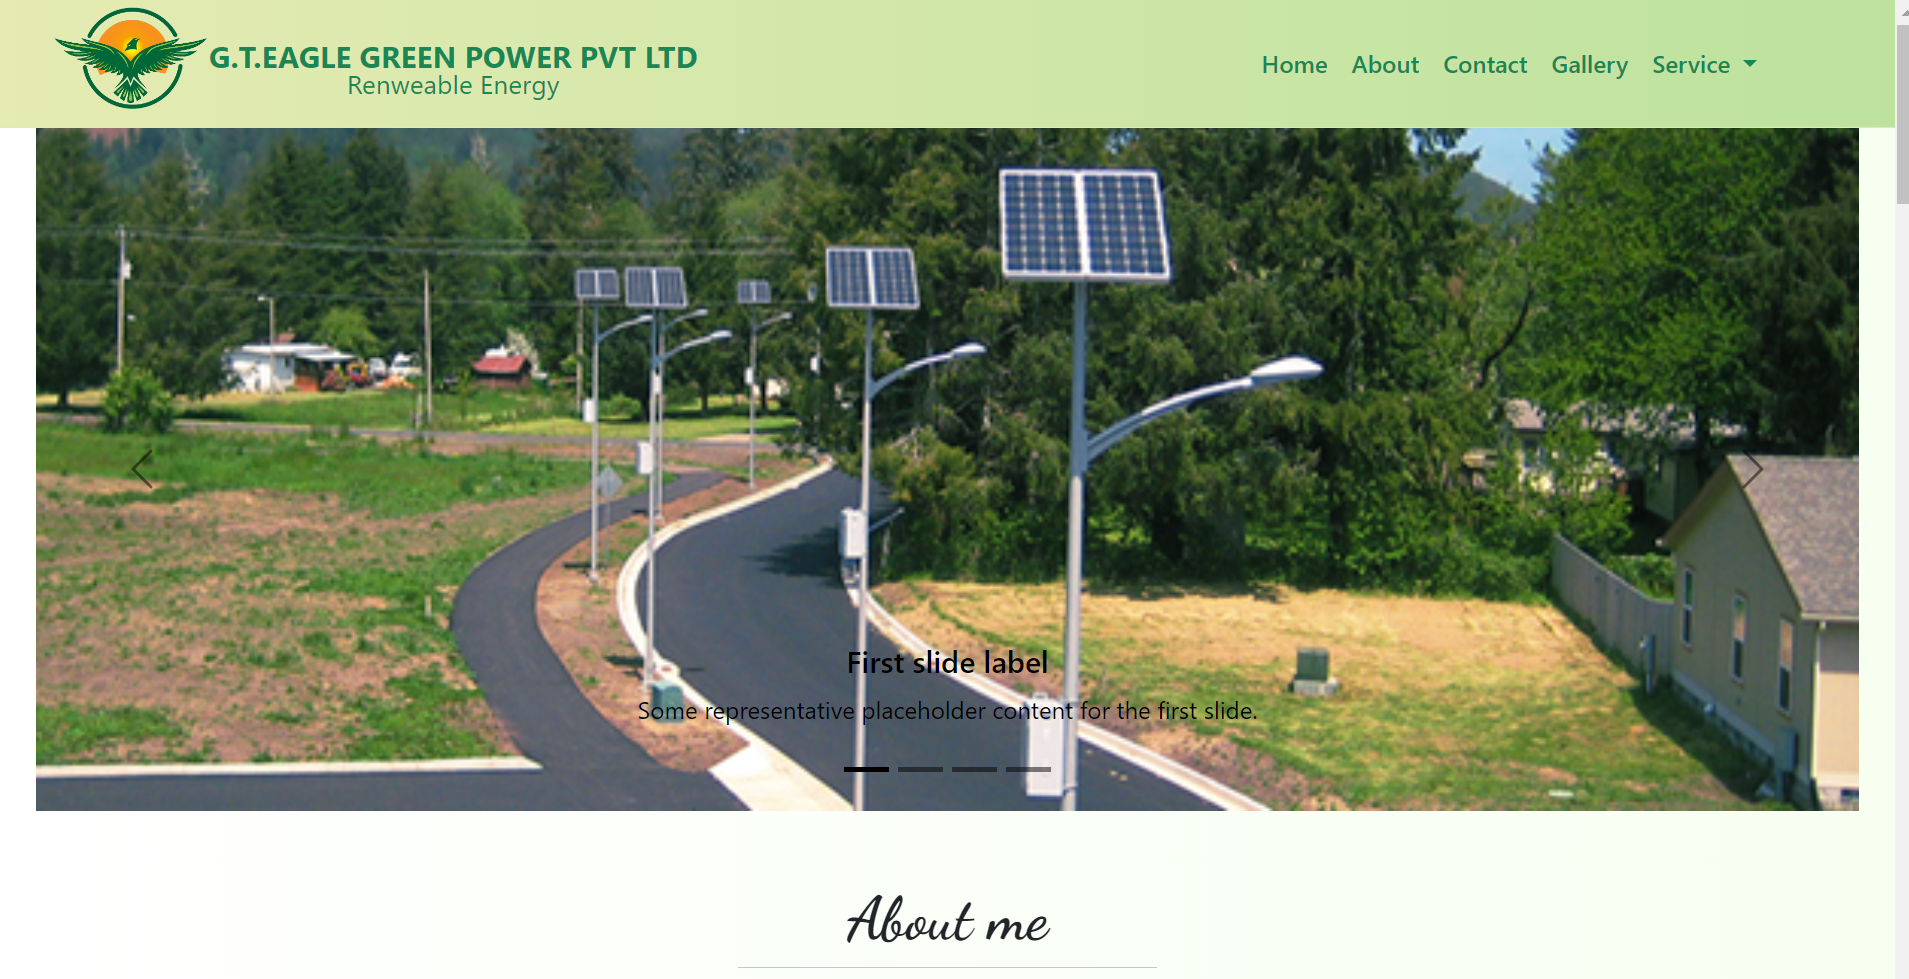 G.T.EAGLE GREEN POWER PVT LTD
Renweable Energy
Home About Contact Gallery Service
First slide label
Some representative placeholder content for the first slide.
About me